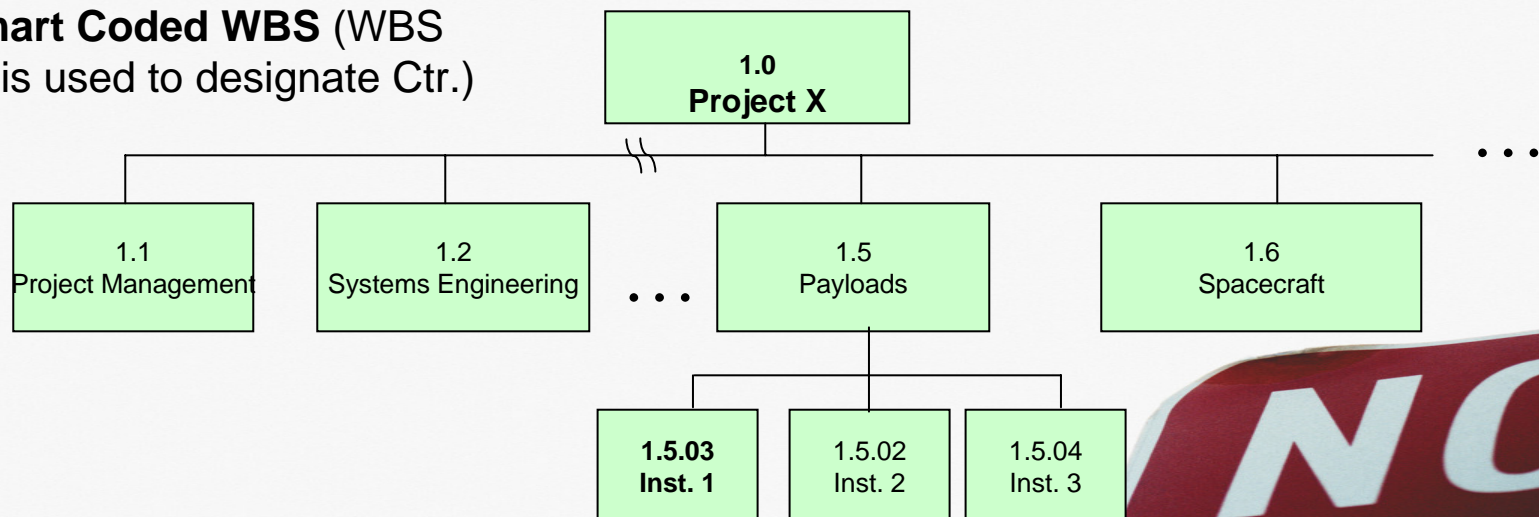 Coded WBS (WBS
is used to designate Ctr.)
1.0
Project X
1.1
Project Management
1.2
Systems Engineering
. . .
1.5
Payloads
1.6
Spacecraft
. . .
1.5.03
Inst. 1
1.5.02
Inst. 2
1.5.04
Inst. 3